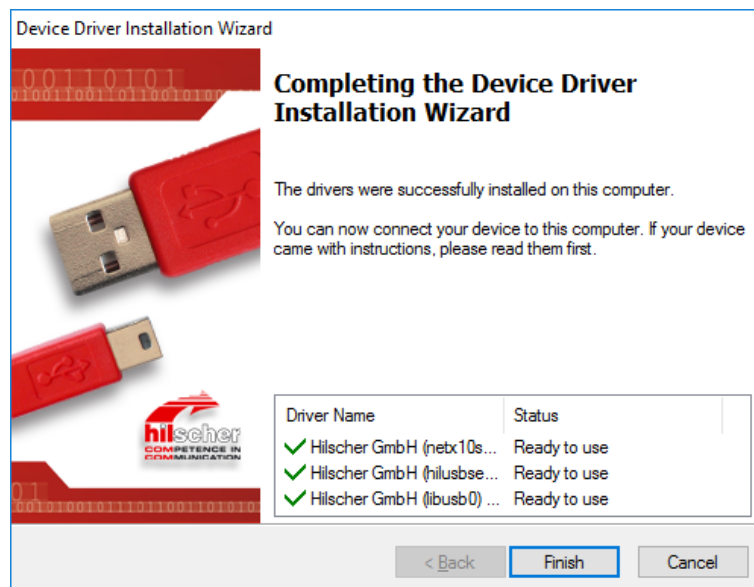 Device Driver Installation Wizard
00110101
Completing the Device Driver
Installation Wizard
The drivers were successfully installed on this computer.
You can now connect your device to this computer. If your device
came with instructions, please read them first.
hilscher
COMPETENCE IN
COMMUNICATION
Driver Name Status
Hilscher GmbH (netx10s... Ready to use
Hilscher GmbH (hilusbse... Ready to use
Hilscher GmbH (libusb0) ... Ready to use
< Back Finish Cancel